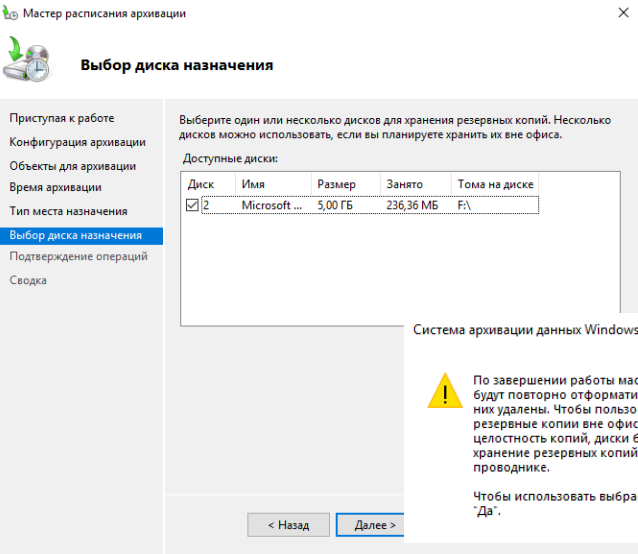 Мастер расписания архивации
Выбор диска назначения
Приступая к работе
Конфигурация архивации
Объекты для архивации
Время архивации
Тип места назначения
Выбор диска назначения
Подтверждение операций
Сводка
Выберите один или несколько дисков для хранения резервных копий. Несколько
дисков можно использовать, если вы планируете хранить их вне офиса.
Доступные диски:
Диск Имя Размер Занято Тома на диске
2 Microsoft ... 5,00 ГБ 236,36 МБ F:\
Система архивации данных Windows
По завершении работы мас
будут повторно отформати
них удалены. Чтобы пользо
резервные копии вне офис
целостность копий, диски б
хранение резервных копий
проводнике.
Чтобы использовать выбра
"Да".
< Назад
Далее >